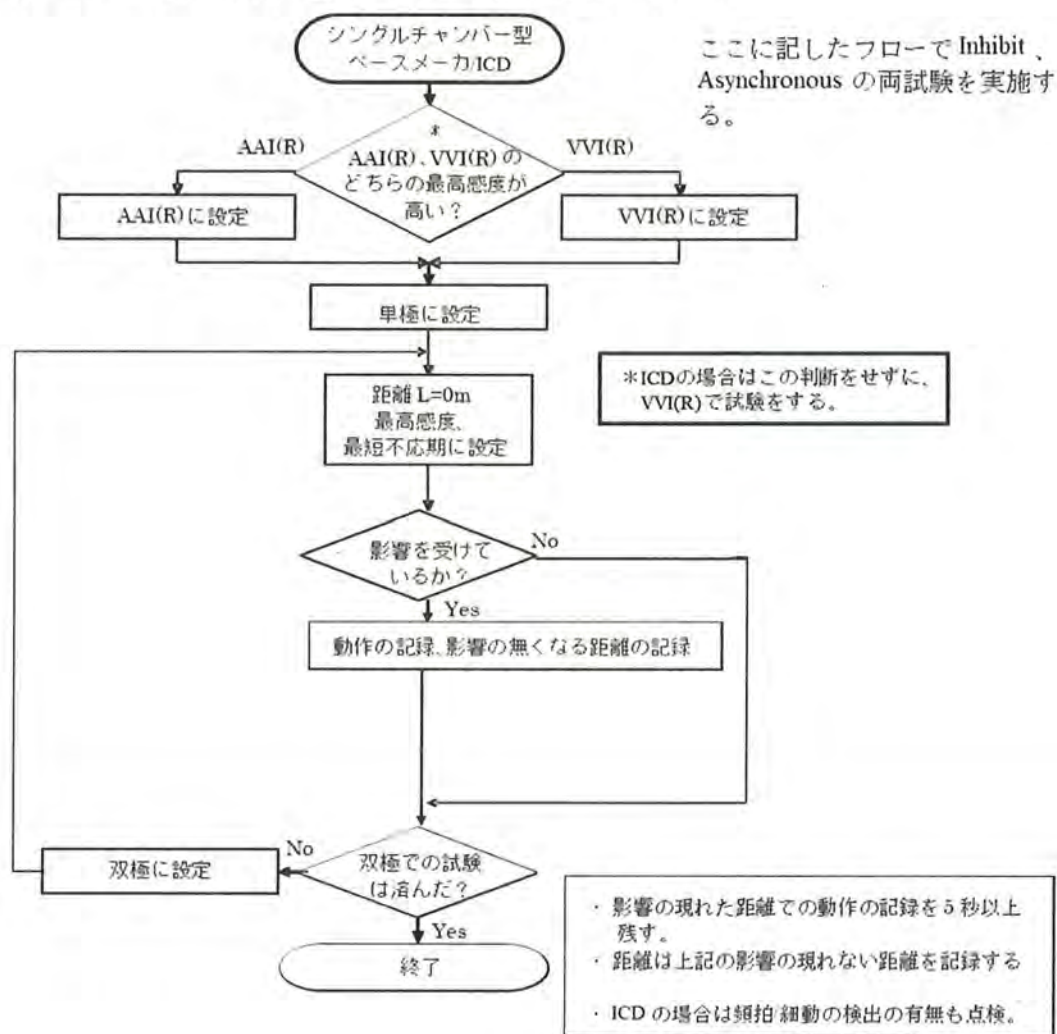 シングルチャンバー型
ペースメーカ/ICD
ここに記したフローで Inhibit 、
Asynchronous の両試験を実施す
る。
AAI(R)
*
AAI(R)、VVI(R)の
どちらの最高感度が
高い？
VVI(R)
AAI(R)に設定
VVI(R)に設定
単極に設定
距離 L=0m
最高感度、
最短不応期に設定
*ICDの場合はこの判断をせずに、
VVI(R)で試験をする。
影響を受けて
いるか？
No
Yes
動作の記録、影響の無くなる距離の記録
双極に設定
No
双極での試験
は済んだ？
Yes
終了
・ 影響の現れた距離での動作の記録を 5 秒以上
残す。
・ 距離は上記の影響の現れない距離を記録する
・ ICD の場合は頻拍/細動の検出の有無も点検。